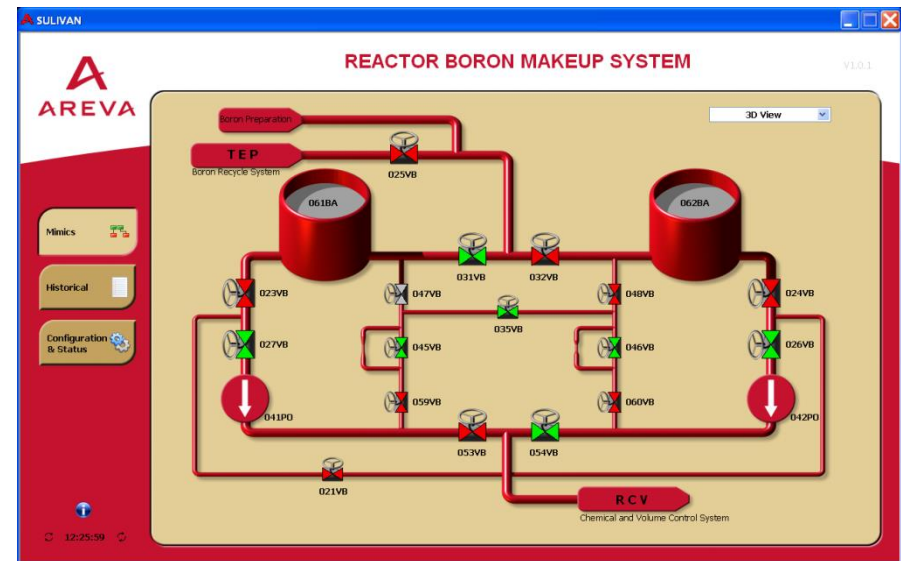 SULIVAN
REACTOR BORON MAKEUP SYSTEM
V1.0.1
AREVA
Boron Preparation
3D View
TEP
Boron Recycle System
025VB
061BA
062BA
Mimics
031VB
032VB
Historical
023VB
047VB
048VB
024VB
035VB
Configuration
& Status
027VB
045VB
046VB
026VB
059VB
060VB
041PO
042PO
053VB
054VB
021VB
RCV
Chemical and Volume Control System
12:25:59